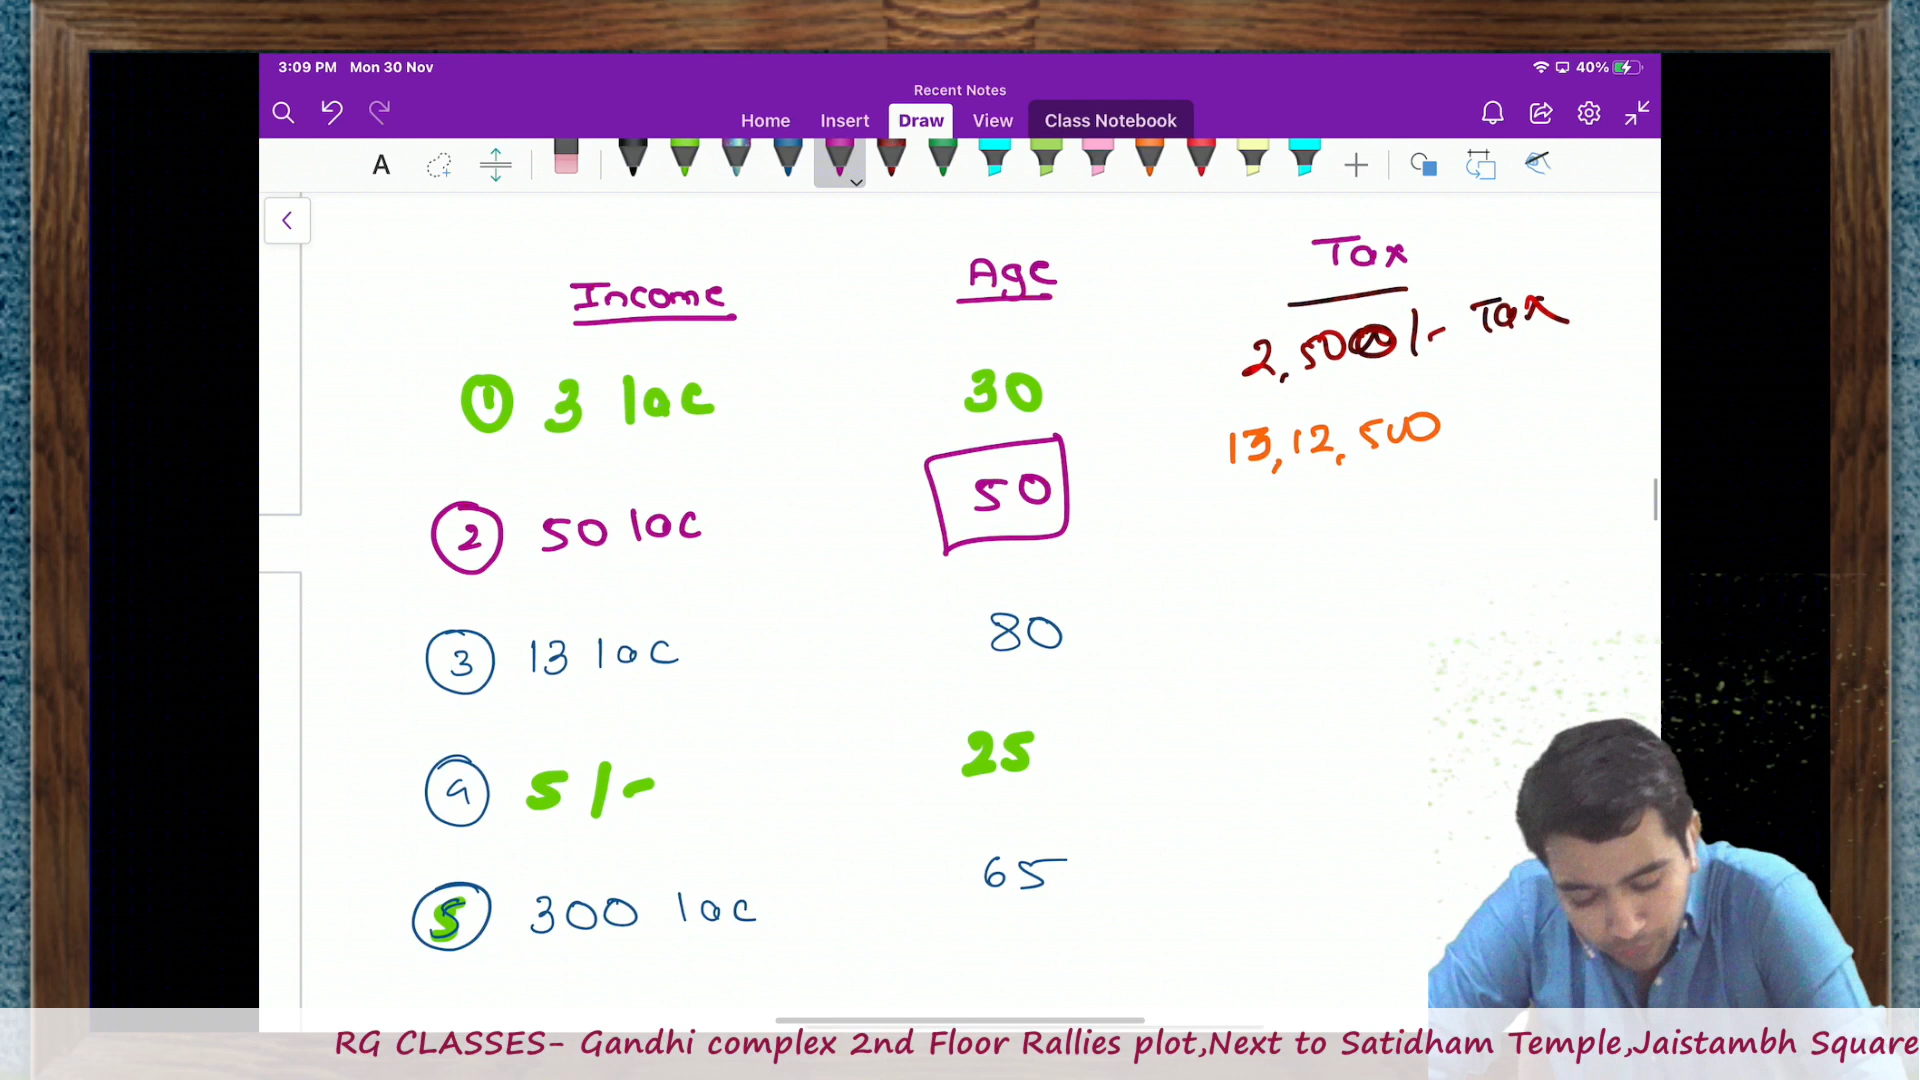 3:09 PM Mon 30 Nov
40%
Recent Notes
Home Insert Draw View Class Notebook
A
Income Age Tax
2,500/- Tax
① 3 lac 30
13,12,500
② 50 lac 50
③ 13 lac 80
④ 5/- 25
⑤ 300 lac 65
RG CLASSES- Gandhi complex 2nd Floor Rallies plot,Next to Satidham Temple,Jaistambh Square